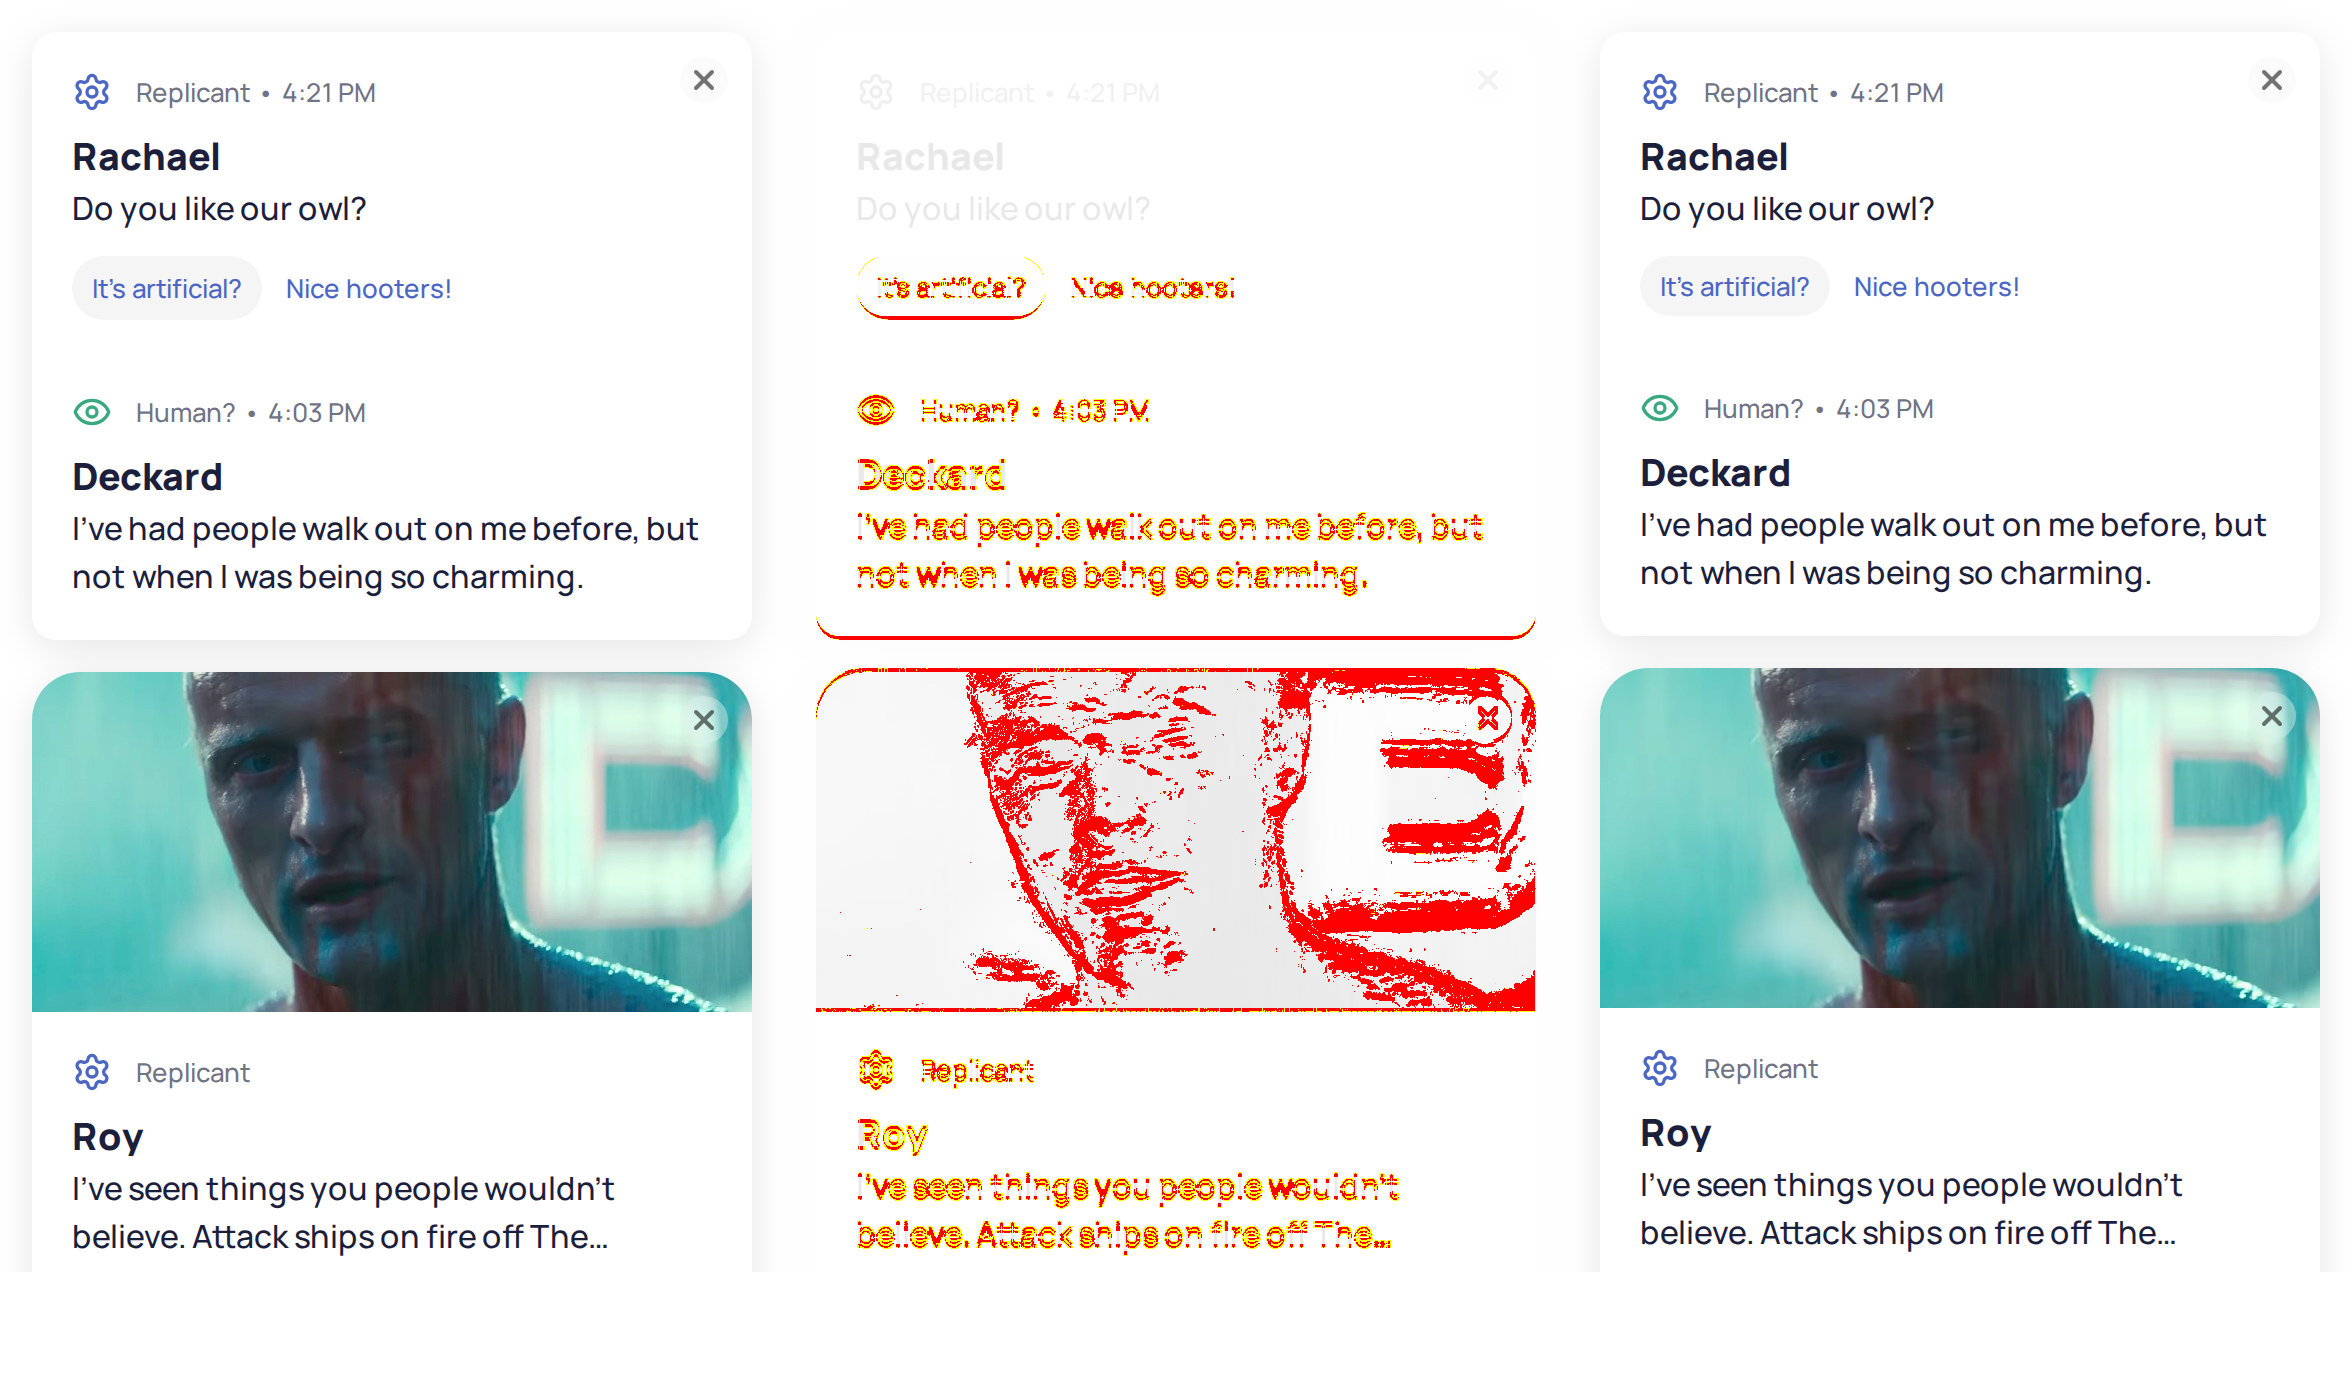 Replicant • 4:21 PM
Rachael
Do you like our owl?
It's artificial? Nice hooters!
Human? • 4:03 PM
Deckard
I've had people walk out on me before, but
not when I was being so charming.
Replicant
Roy
I've seen things you people wouldn't
believe. Attack ships on fire off The...
Replicant • 4:21 PM
Rachael
Do you like our owl?
It's artificial? Nice hooters!
Human? • 4:03 PM
Deckard
I've had people walk out on me before, but
not when I was being so charming.
Replicant
Roy
I've seen things you people wouldn't
believe. Attack ships on fire off The...
Replicant • 4:21 PM
Rachael
Do you like our owl?
It's artificial? Nice hooters!
Human? • 4:03 PM
Deckard
I've had people walk out on me before, but
not when I was being so charming.
Replicant
Roy
I've seen things you people wouldn't
believe. Attack ships on fire off The...